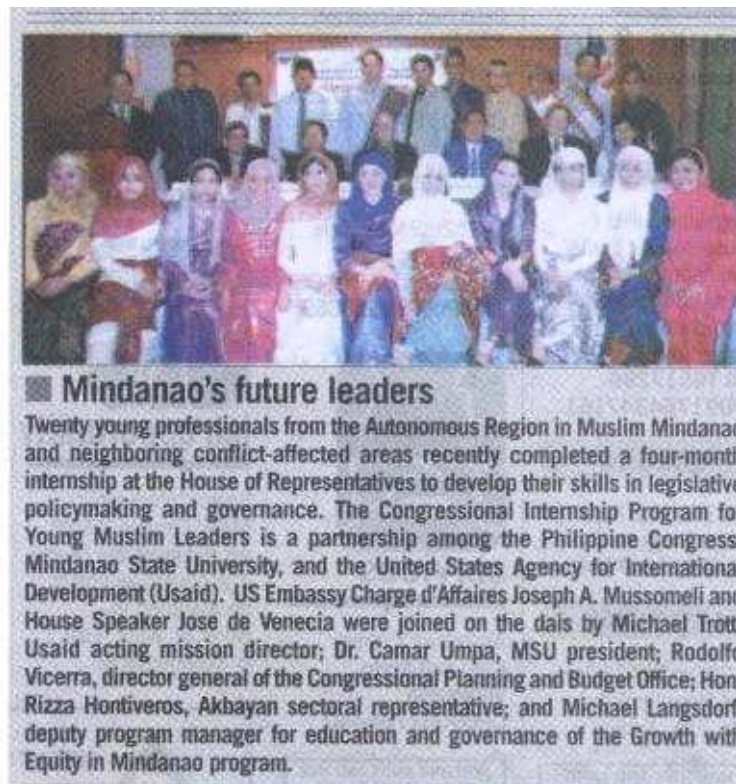 Mindanao's future leaders
Twenty young professionals from the Autonomous Region in Muslim Mindanao
and neighboring conflict-affected areas recently completed a four-month
internship at the House of Representatives to develop their skills in legislative
policymaking and governance. The Congressional Internship Program fo
Young Muslim Leaders is a partnership among the Philippine Congress
Mindanao State University, and the United States Agency for Internationa
Development (Usaid). US Embassy Charge d'Affaires Joseph A. Mussomeli and
House Speaker Jose de Venecia were joined on the dais by Michael Trott
Usaid acting mission director; Dr. Camar Umpa, MSU president; Rodolfo
Vicerra, director general of the Congressional Planning and Budget Office; Hon
Rizza Hontiveros, Akbayan sectoral representative; and Michael Langsdorf
deputy program manager for education and governance of the Growth with
Equity in Mindanao program.